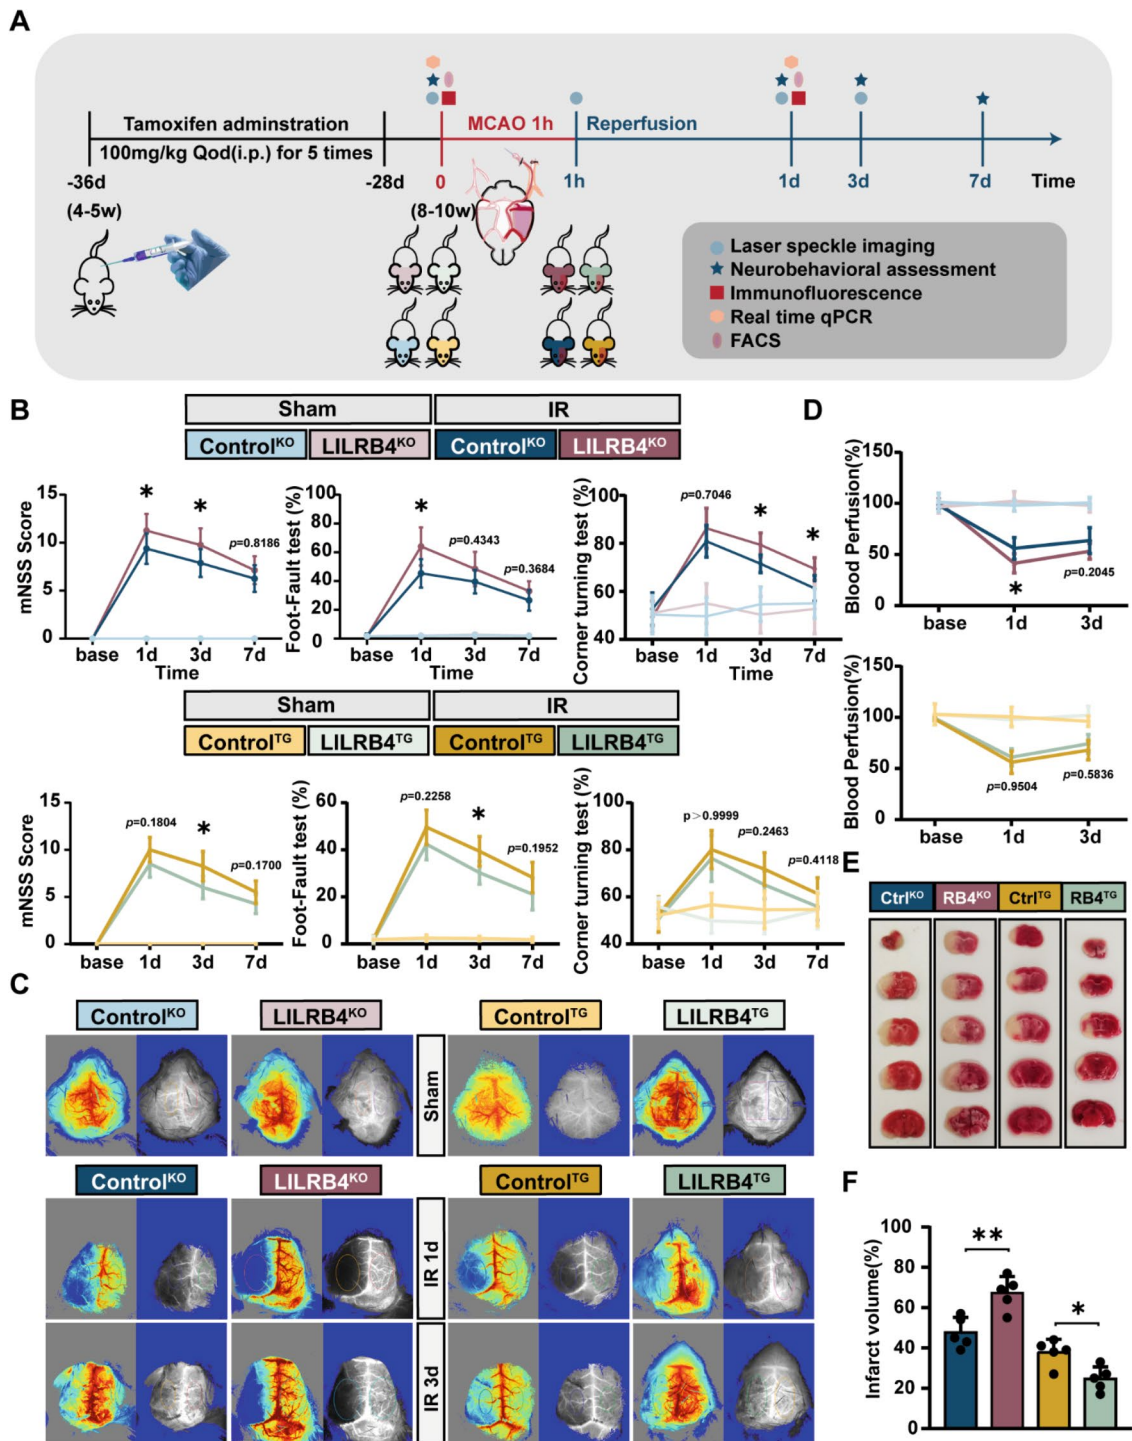 A
Tamoxifen adminstration
100mg/kg Qod(i.p.) for 5 times
MCAO 1h
Reperfusion
-36d
-28d
0
1h
1d
3d
7d
Time
(4-5w)
(8-10w)
Laser speckle imaging
Neurobehavioral assessment
Immunofluorescence
Real time qPCR
FACS
B
Sham
IR
Control^KO
LILRB4^KO
Control^KO
LILRB4^KO
mNSS Score
15
10
5
0
*
*
p=0.8186
base
1d
3d
7d
Time
Foot-Fault test (%)
100
80
60
40
20
0
*
p=0.4343
p=0.3684
base
1d
3d
7d
Time
Corner turning test (%)
100
80
60
40
p=0.7046
*
*
base
1d
3d
7d
Time
Sham
IR
Control^TG
LILRB4^TG
Control^TG
LILRB4^TG
mNSS Score
15
10
5
0
p=0.1804
*
p=0.1700
base
1d
3d
7d
Foot-Fault test (%)
60
40
20
0
p=0.2258
*
p=0.1952
base
1d
3d
7d
Corner turning test (%)
100
80
60
40
p>0.9999
p=0.2463
p=0.4118
base
1d
3d
7d
C
Control^KO
LILRB4^KO
Control^TG
LILRB4^TG
Sham
Control^KO
LILRB4^KO
Control^TG
LILRB4^TG
IR 1d
IR 3d
D
Blood Perfusion(%)
150
100
50
0
*
p=0.2045
base
1d
3d
Blood Perfusion(%)
150
100
50
0
p=0.9504
p=0.5836
base
1d
3d
E
Ctrl^KO
RB4^KO
Ctrl^TG
RB4^TG
F
Infarct volume(%)
100
80
60
40
20
0
**
*